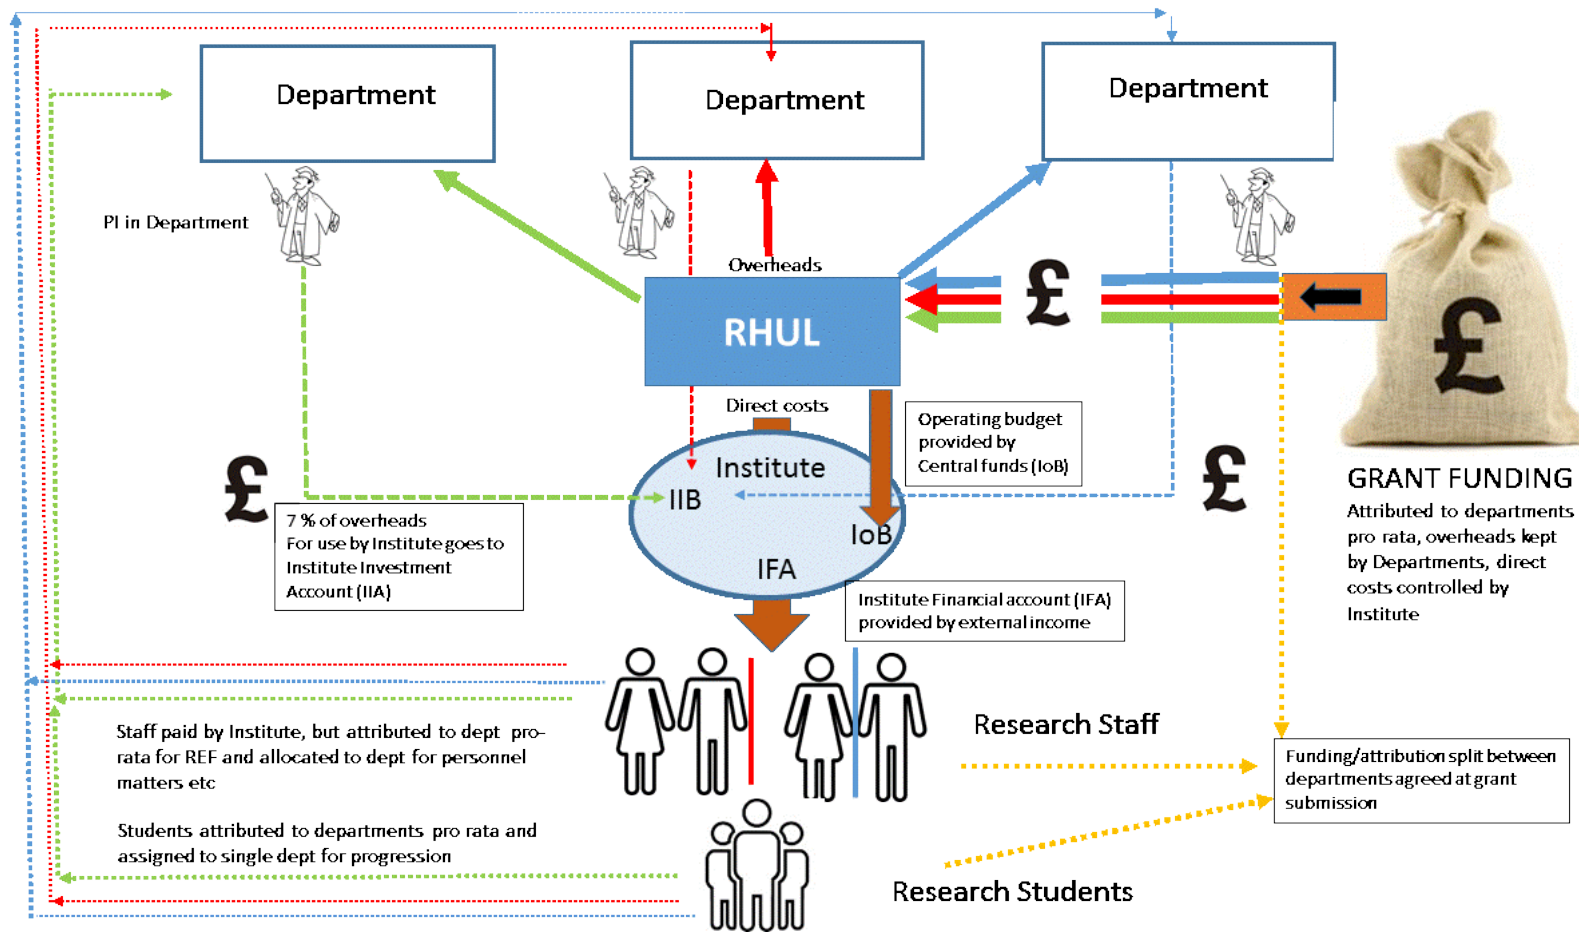 Department
Department
Department
PI in Department
Overheads
£
RHUL
£
Direct costs
Operating budget
provided by
Central funds (IoB)
Institute
IIB
IoB
IFA
£
£
7 % of overheads
For use by Institute goes to
Institute Investment
Account (IIA)
GRANT FUNDING
Attributed to departments
pro rata, overheads kept
by Departments, direct
costs controlled by
Institute
Institute Financial account (IFA)
provided by external income
Staff paid by Institute, but attributed to dept pro-
rata for REF and allocated to dept for personnel
matters etc
Research Staff
Funding/attribution split between
departments agreed at grant
submission
Students attributed to departments pro rata and
assigned to single dept for progression
Research Students